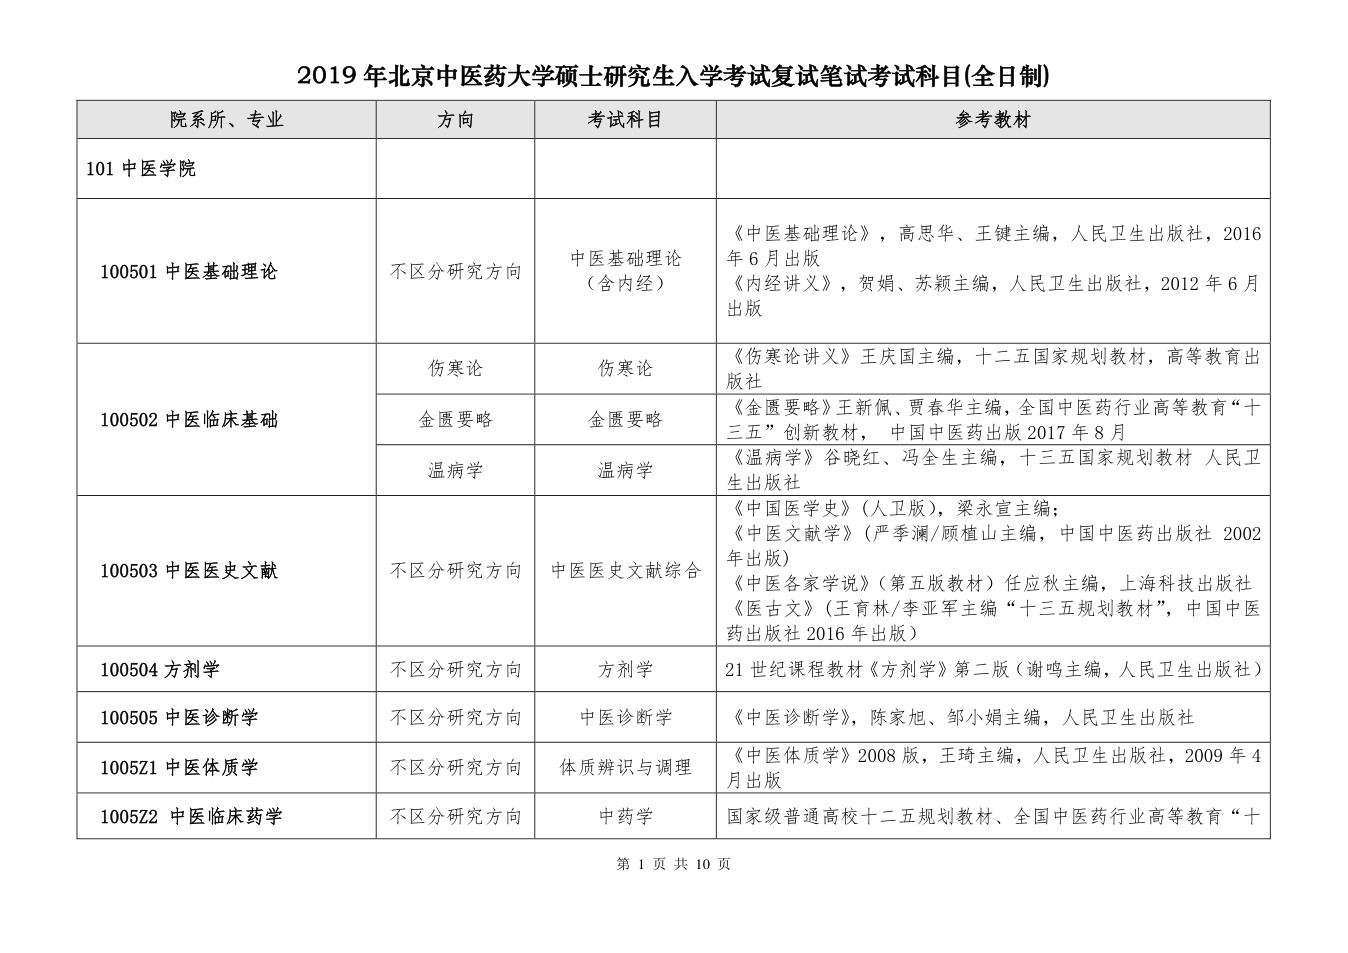 2019 年北京中医药大学硕士研究生入学考试复试笔试考试科目(全日制)
院系所、专业 方向 考试科目 参考教材
101 中医学院
100501 中医基础理论 不区分研究方向 中医基础理论
（含内经）
《中医基础理论》，高思华、王键主编，人民卫生出版社，2016
年 6 月出版
《内经讲义》，贺娟、苏颖主编，人民卫生出版社，2012 年 6 月
出版
100502 中医临床基础
伤寒论 伤寒论
《伤寒论讲义》王庆国主编，十二五国家规划教材，高等教育出
版社
金匮要略 金匮要略
《金匮要略》王新佩、贾春华主编，全国中医药行业高等教育“十
三五”创新教材， 中国中医药出版 2017 年 8 月
温病学 温病学
《温病学》谷晓红、冯全生主编，十三五国家规划教材 人民卫
生出版社
100503 中医医史文献 不区分研究方向 中医医史文献综合
《中国医学史》(人卫版)，梁永宣主编；
《中医文献学》(严季澜/顾植山主编，中国中医药出版社 2002
年出版)
《中医各家学说》（第五版教材）任应秋主编，上海科技出版社
《医古文》(王育林/李亚军主编“十三五规划教材”，中国中医
药出版社 2016 年出版）
100504 方剂学 不区分研究方向 方剂学 21 世纪课程教材《方剂学》第二版（谢鸣主编，人民卫生出版社）
100505 中医诊断学 不区分研究方向 中医诊断学 《中医诊断学》，陈家旭、邹小娟主编，人民卫生出版社
1005Z1 中医体质学 不区分研究方向 体质辨识与调理
《中医体质学》2008 版，王琦主编，人民卫生出版社，2009 年 4
月出版
1005Z2 中医临床药学 不区分研究方向 中药学 国家级普通高校十二五规划教材、全国中医药行业高等教育“十
第 1 页 共 10 页